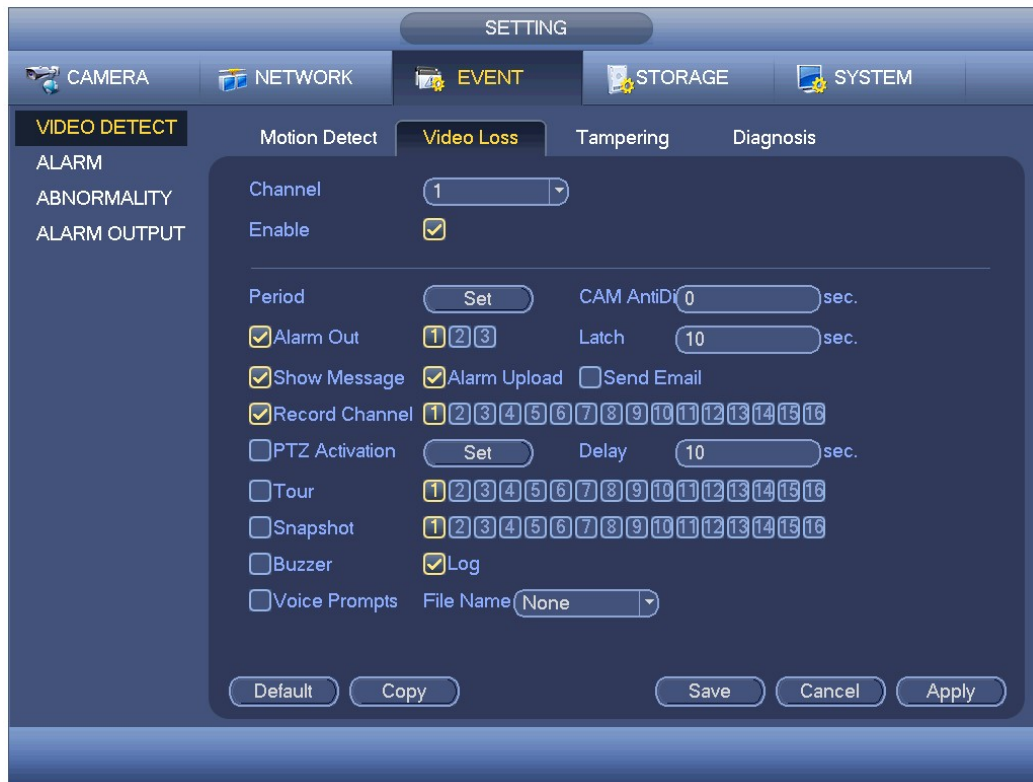 SETTING
CAMERA NETWORK EVENT STORAGE SYSTEM
VIDEO DETECT
ALARM
ABNORMALITY
ALARM OUTPUT
Motion Detect Video Loss Tampering Diagnosis
Channel 1
Enable
Period Set CAM AntiDi 0 sec.
Alarm Out 1 2 3 Latch 10 sec.
Show Message Alarm Upload Send Email
Record Channel 1 2 3 4 5 6 7 8 9 10 11 12 13 14 15 16
PTZ Activation Set Delay 10 sec.
Tour 1 2 3 4 5 6 7 8 9 10 11 12 13 14 15 16
Snapshot 1 2 3 4 5 6 7 8 9 10 11 12 13 14 15 16
Buzzer Log
Voice Prompts File Name None
Default Copy Save Cancel Apply